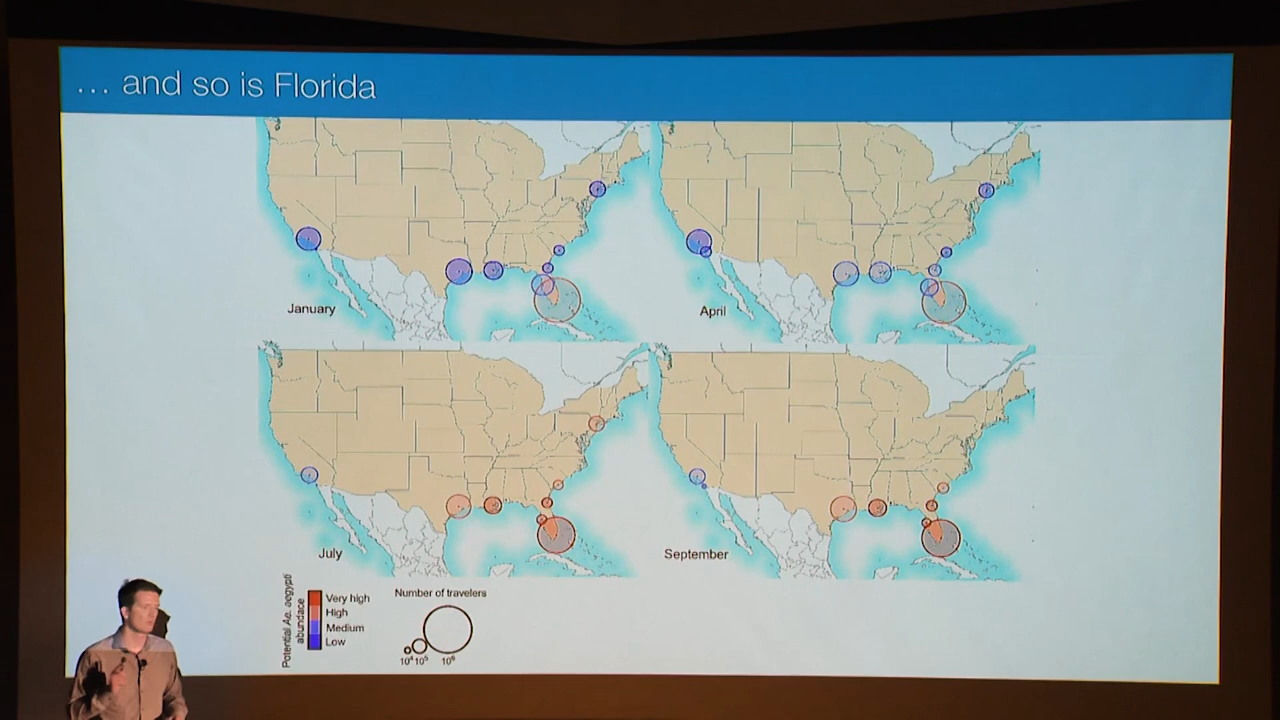 ... and so is Florida
January
April
July
September
Potential Ae. aegypti
abundace
Very high
High
Medium
Low
Number of travelers
10⁴ 10⁵ 10⁶